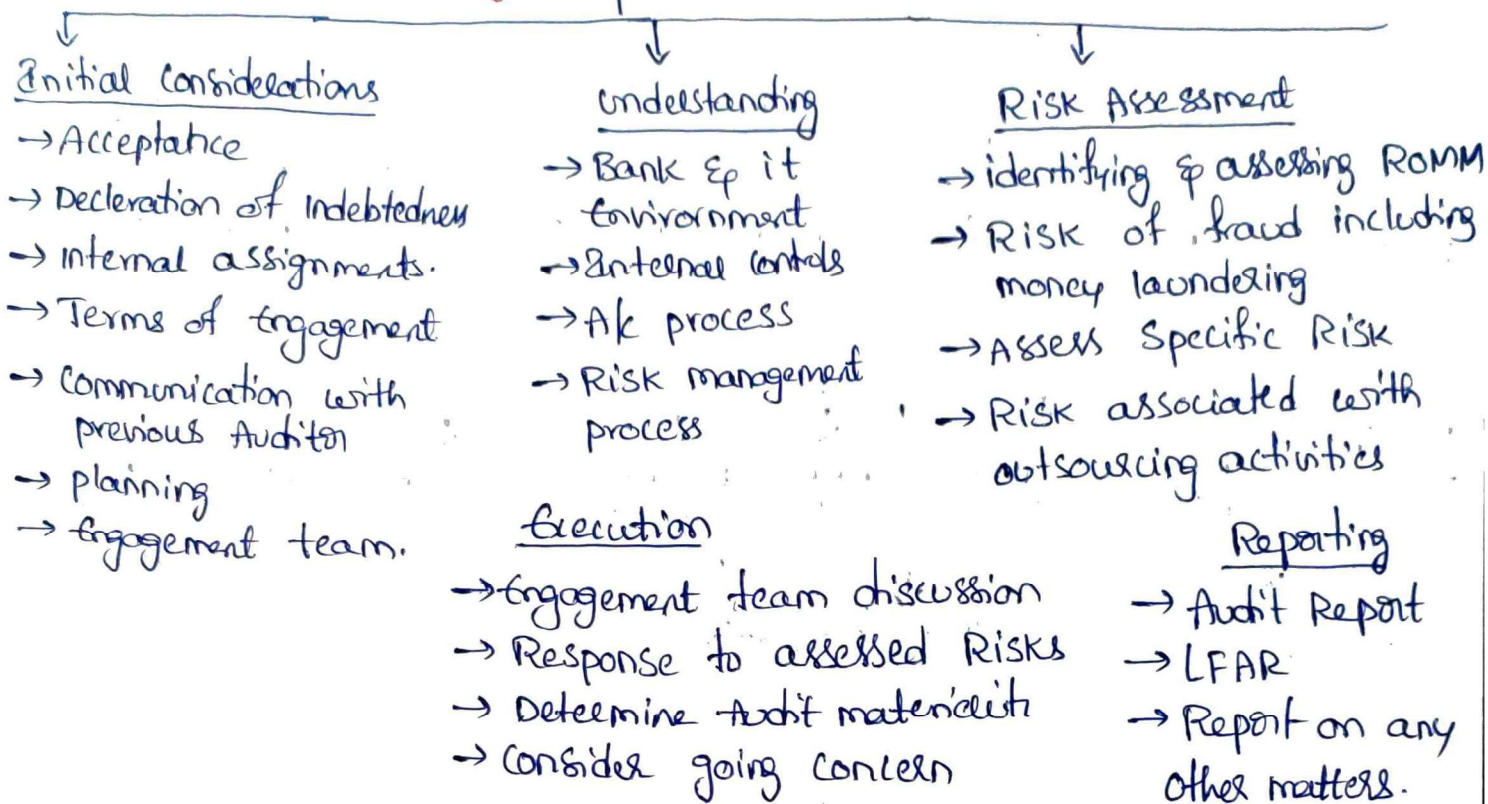 Initial Considerations
→ Acceptance
→ Decleration of indebtedness
→ internal assignments.
→ Terms of Engagement
→ Communication with
previous Auditor
→ planning
→ Engagement team.
Understanding
→ Bank & it
Envirornment
→ Internal Controls
→ A/c process
→ Risk management
process
Risk Assessment
→ identifying & assessing ROMM
→ Risk of fraud including
money laundering
→ Assess Specific Risk
→ Risk associated with
outsourcing activities
Execution
→ Engagement team discussion
→ Response to assessed Risks
→ Determine Audit
→ Consider going concern
Reporting
→ Audit Report
→ LFAR
→ Report on any
other matters.